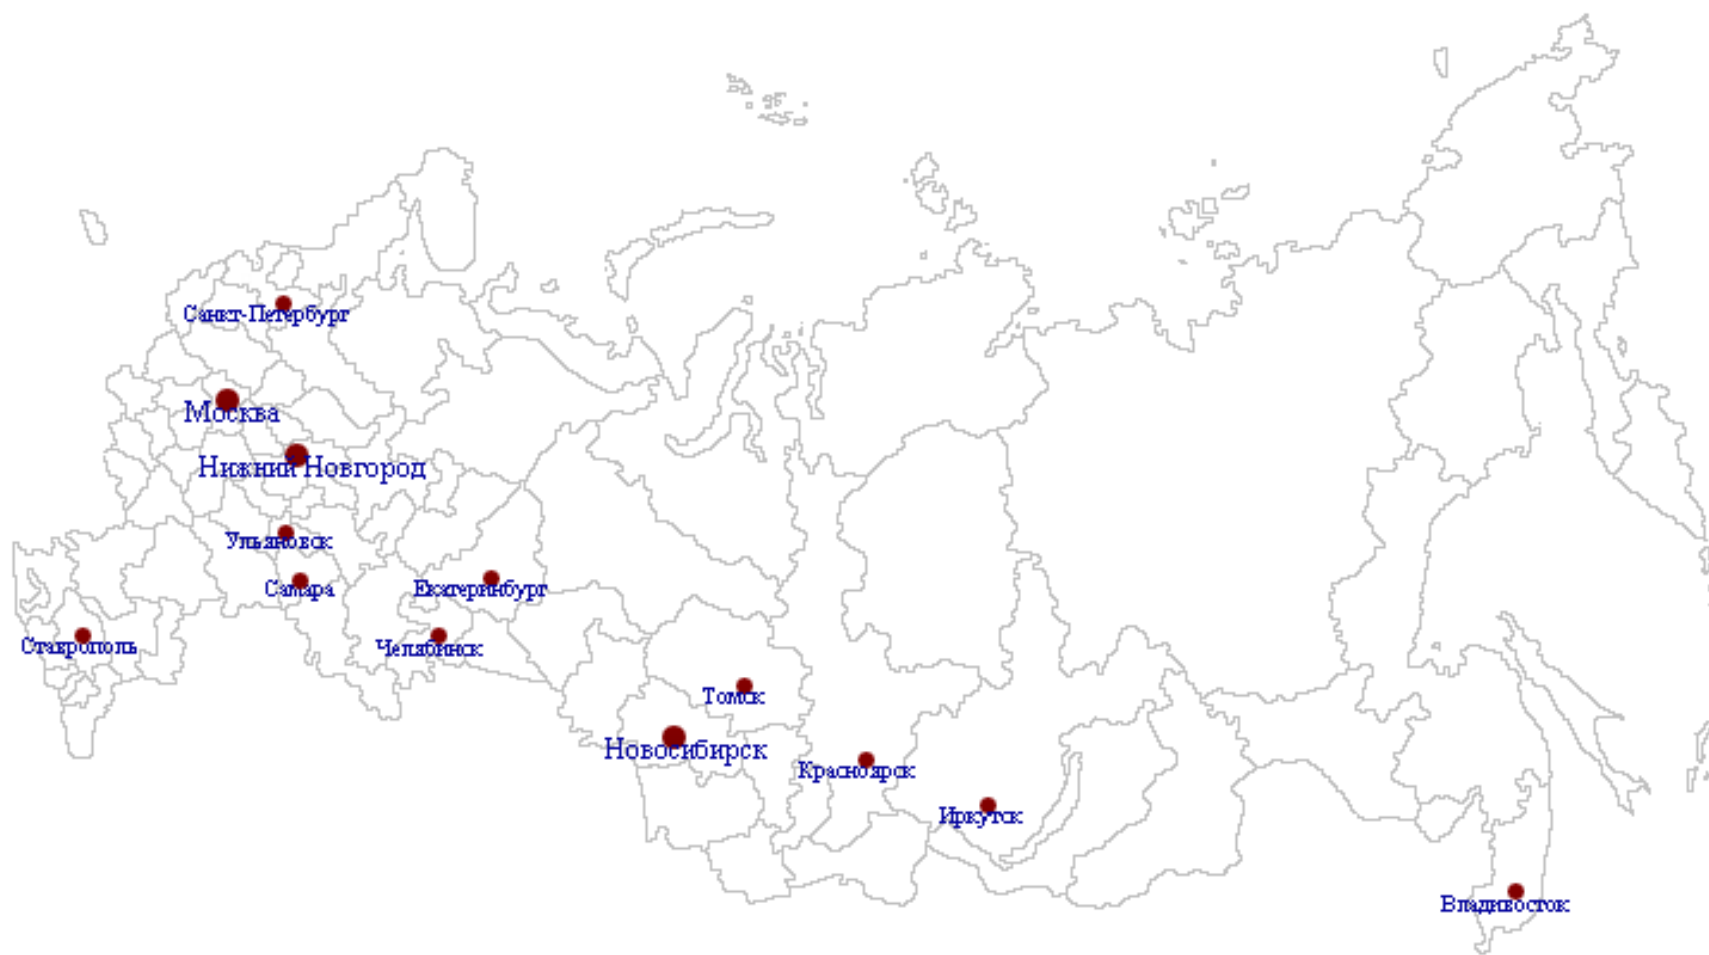 Санкт-Петербург
Москва
Нижний Новгород
Ульяновск
Самара
Екатеринбург
Ставрополь
Челябинск
Томск
Новосибирск
Красноярск
Иркутск
Владивосток